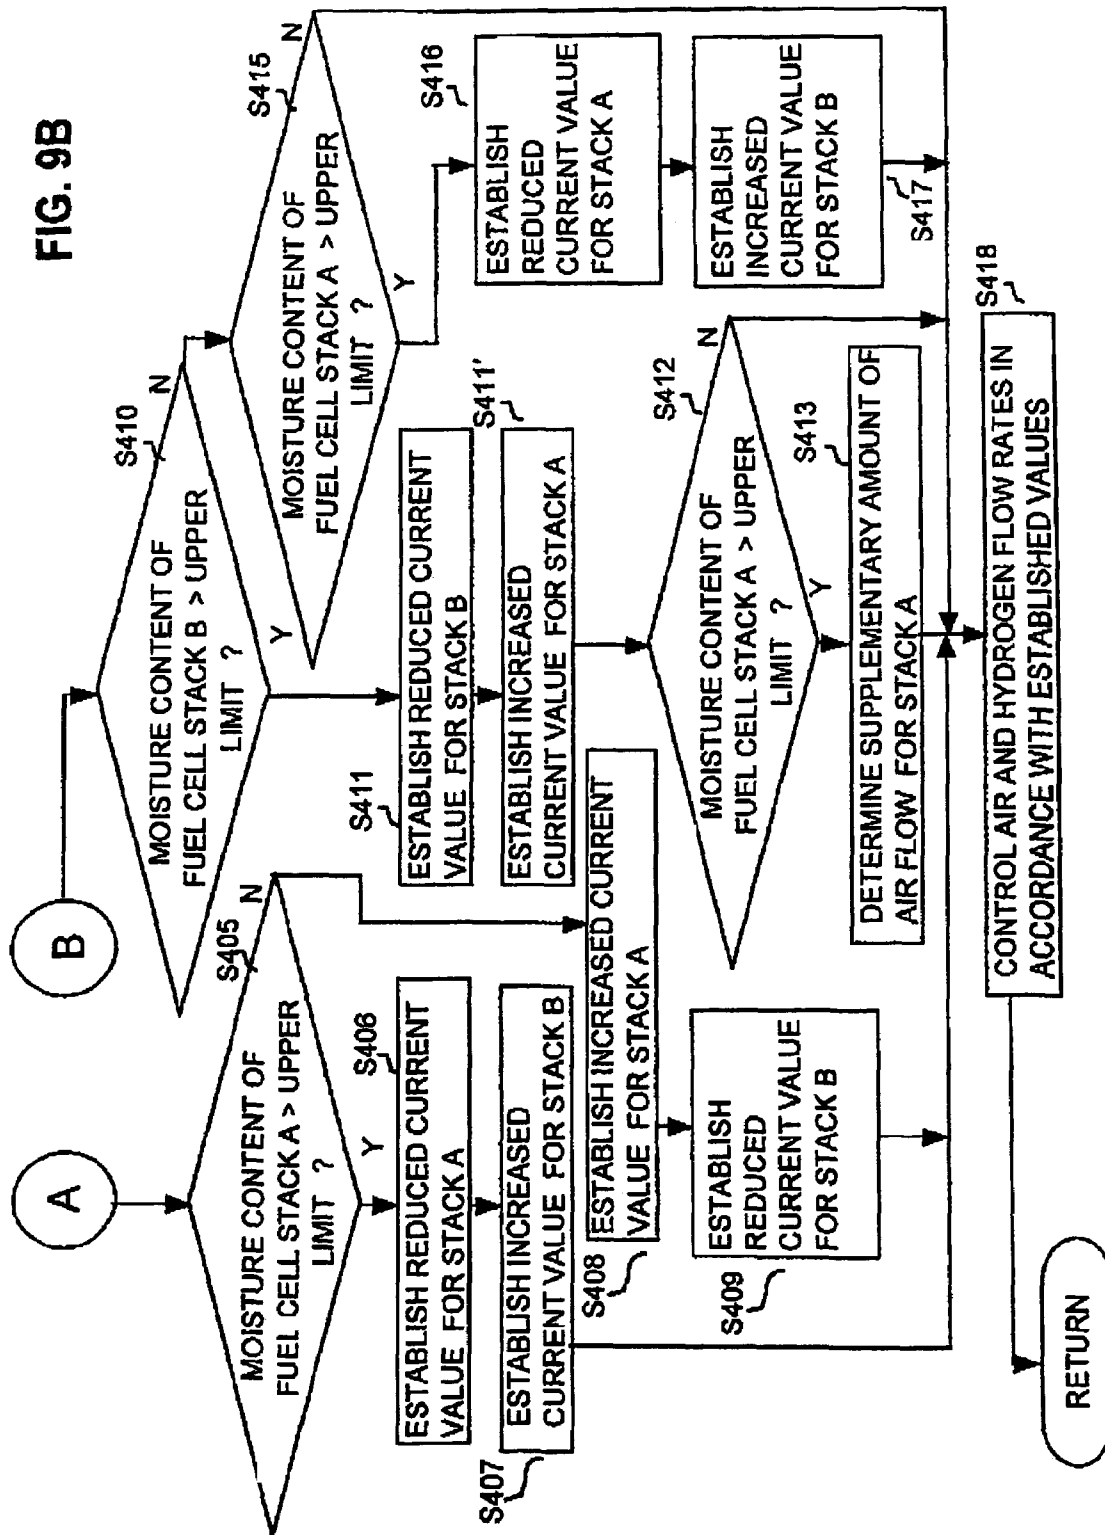 FIG. 9B
A
B
MOISTURE CONTENT OF
FUEL CELL STACK A > UPPER
LIMIT ?
S405
N
Y
S406
ESTABLISH REDUCED CURRENT
VALUE FOR STACK A
ESTABLISH INCREASED
CURRENT VALUE FOR STACK B
S407
ESTABLISH INCREASED CURRENT
VALUE FOR STACK A
S408
ESTABLISH
REDUCED
CURRENT VALUE
FOR STACK B
S409
MOISTURE CONTENT OF
FUEL CELL STACK B > UPPER
LIMIT ?
S410
N
Y
S411
ESTABLISH REDUCED CURRENT
VALUE FOR STACK B
S411'
ESTABLISH INCREASED
CURRENT VALUE FOR STACK A
MOISTURE CONTENT OF
FUEL CELL STACK A > UPPER
LIMIT ?
S412
N
Y
S413
DETERMINE SUPPLEMENTARY AMOUNT OF
AIR FLOW FOR STACK A
MOISTURE CONTENT OF
FUEL CELL STACK A > UPPER
LIMIT ?
S415
N
Y
S416
ESTABLISH
REDUCED
CURRENT VALUE
FOR STACK A
ESTABLISH
INCREASED
CURRENT VALUE
FOR STACK B
S417
S418
CONTROL AIR AND HYDROGEN FLOW RATES IN
ACCORDANCE WITH ESTABLISHED VALUES
RETURN